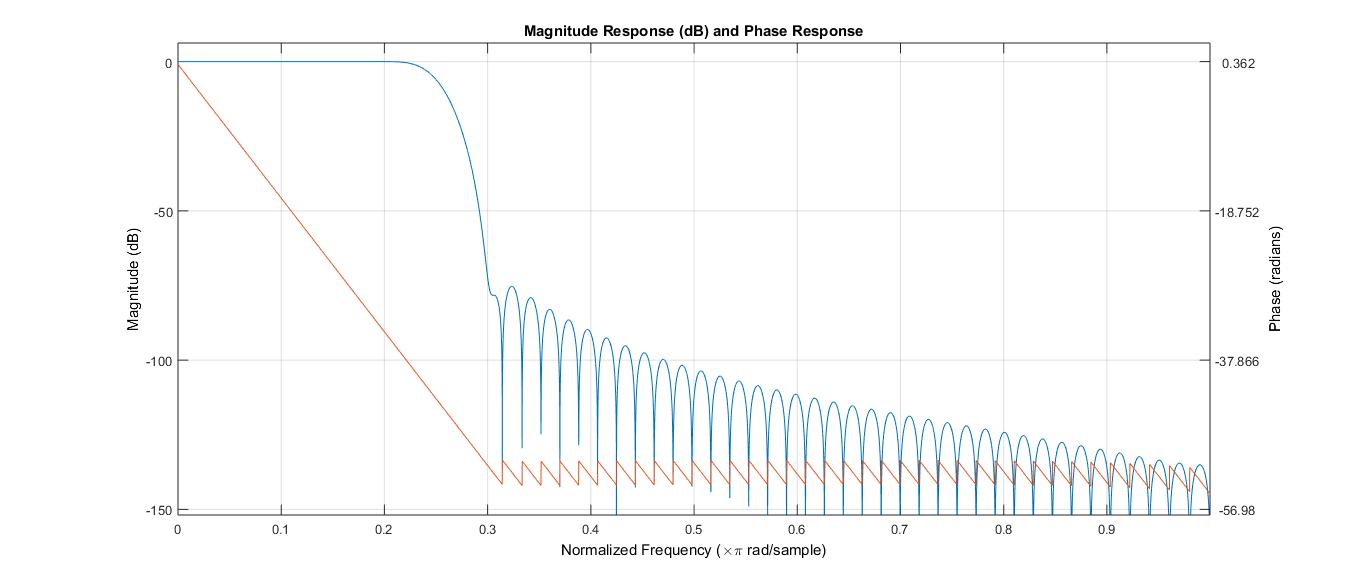 Magnitude Response (dB) and Phase Response
Magnitude (dB)
0
-50
-100
-150
0.362
-18.752
-37.866
-56.98
Phase (radians)
0 0.1 0.2 0.3 0.4 0.5 0.6 0.7 0.8 0.9
Normalized Frequency (×π rad/sample)